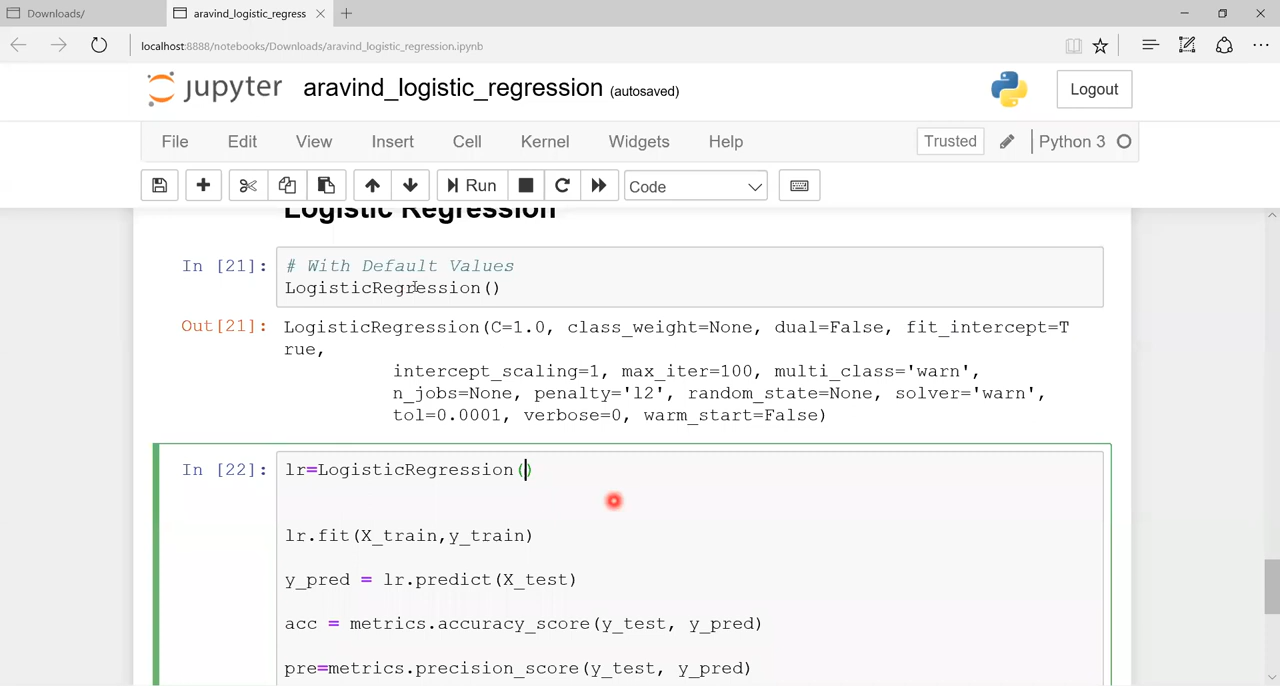 Downloads/
aravind_logistic_regress
localhost:8888/notebooks/Downloads/aravind_logistic_regression.ipynb
jupyter aravind_logistic_regression (autosaved)
Logout
File Edit View Insert Cell Kernel Widgets Help Trusted Python 3
Run Code
Logistic Regression
In [21]: # With Default Values
LogisticRegression()
Out[21]: LogisticRegression(C=1.0, class_weight=None, dual=False, fit_intercept=T
rue,
intercept_scaling=1, max_iter=100, multi_class='warn',
n_jobs=None, penalty='l2', random_state=None, solver='warn',
tol=0.0001, verbose=0, warm_start=False)
In [22]: lr=LogisticRegression()
lr.fit(X_train,y_train)
y_pred = lr.predict(X_test)
acc = metrics.accuracy_score(y_test, y_pred)
pre=metrics.precision_score(y_test, y_pred)